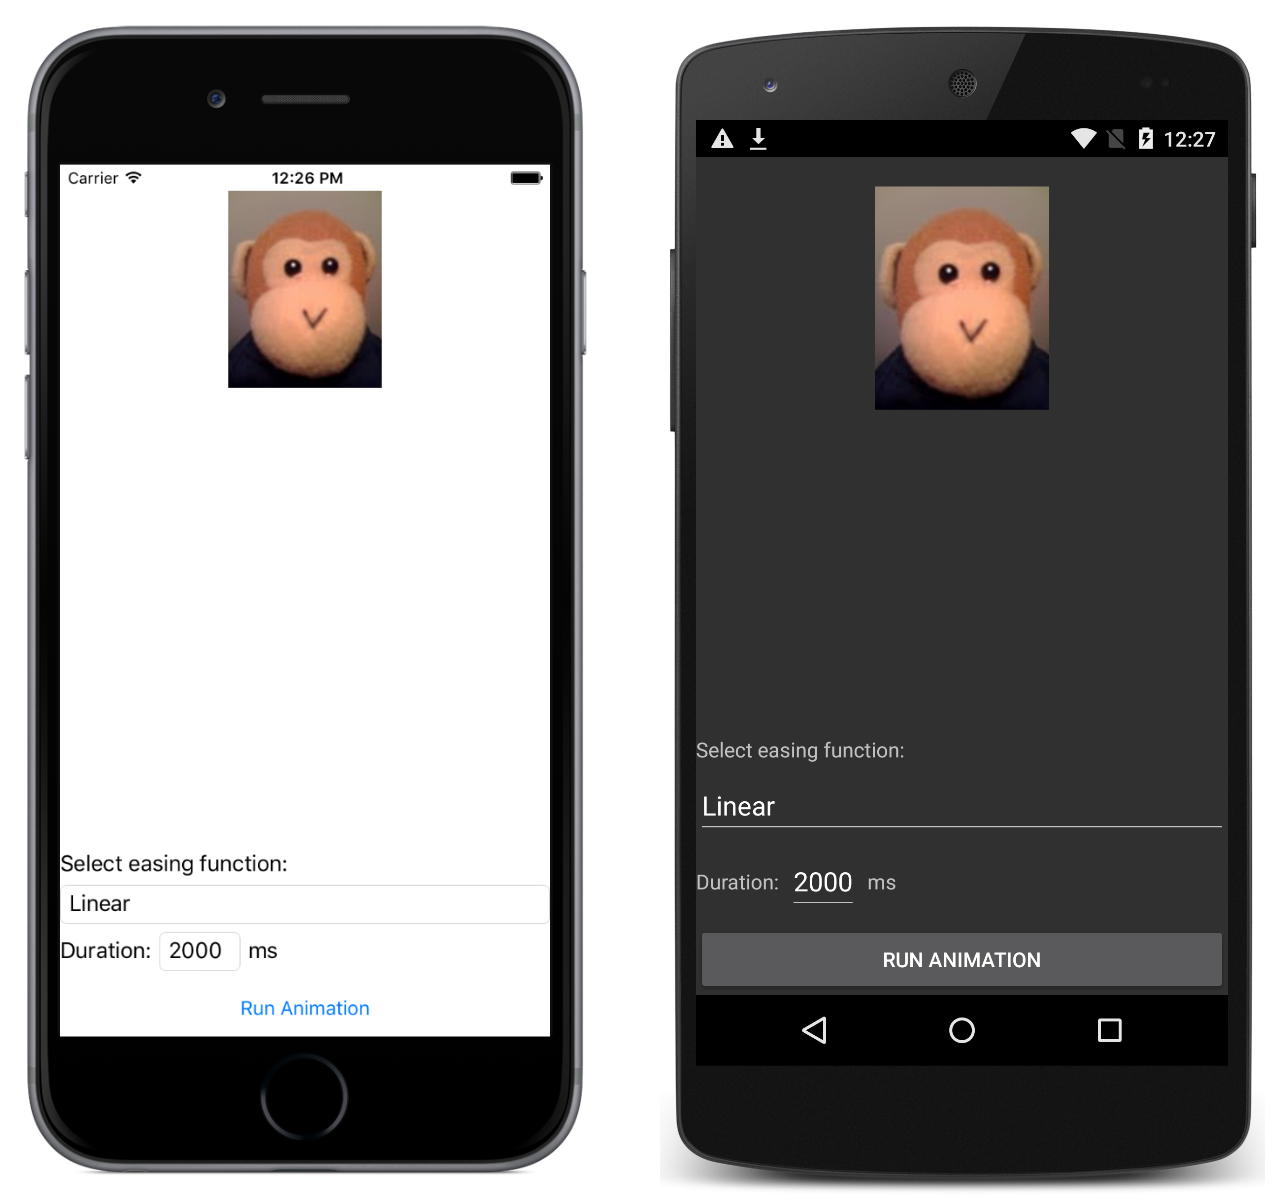 Carrier 12:26 PM
Select easing function:
Linear
Duration: 2000 ms
Run Animation
12:27
Select easing function:
Linear
Duration: 2000 ms
RUN ANIMATION